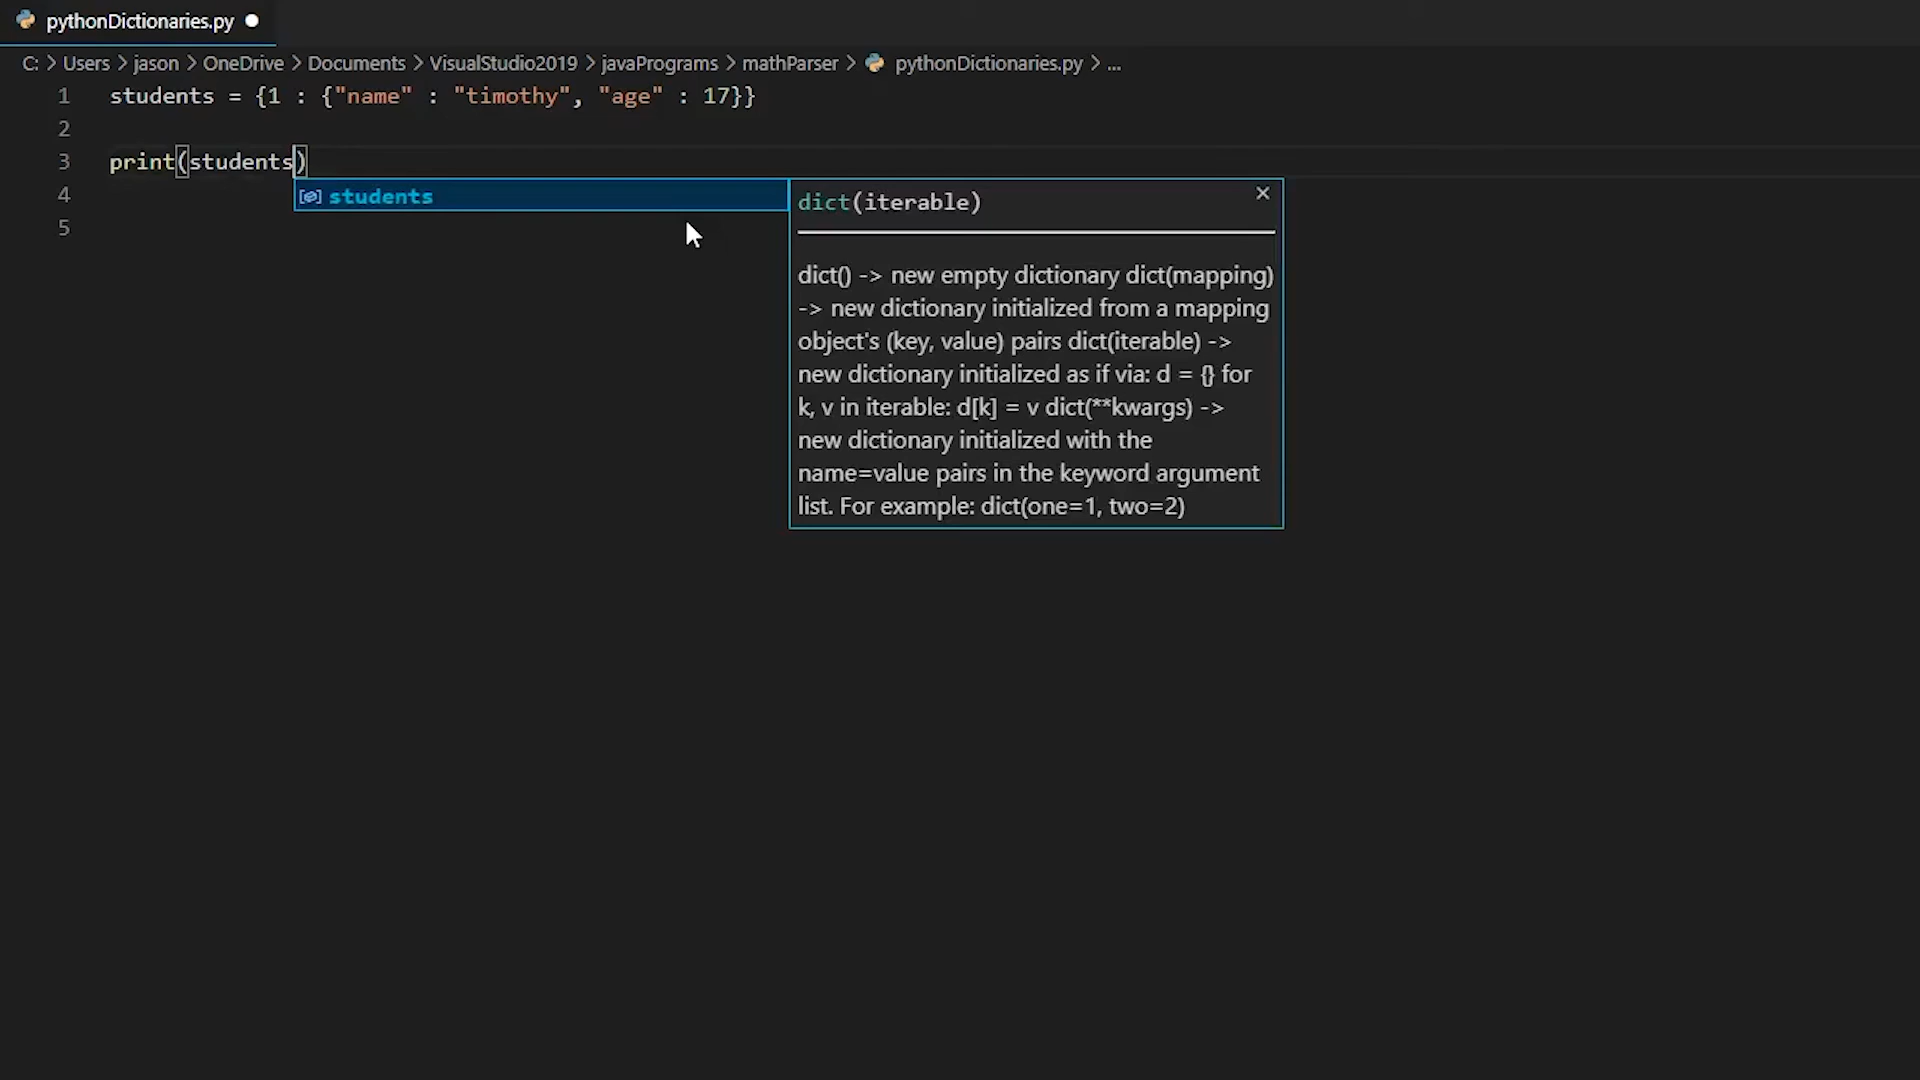 pythonDictionaries.py
C: > Users > jason > OneDrive > Documents > VisualStudio2019 > javaPrograms > mathParser > pythonDictionaries.py > ...
1 students = {1 : {"name" : "timothy", "age" : 17}}
2
3 print(students)
4
5
students
dict(iterable)
dict() -> new empty dictionary dict(mapping)
-> new dictionary initialized from a mapping
object's (key, value) pairs dict(iterable) ->
new dictionary initialized as if via: d = {} for
k, v in iterable: d[k] = v dict(**kwargs) ->
new dictionary initialized with the
name=value pairs in the keyword argument
list. For example: dict(one=1, two=2)